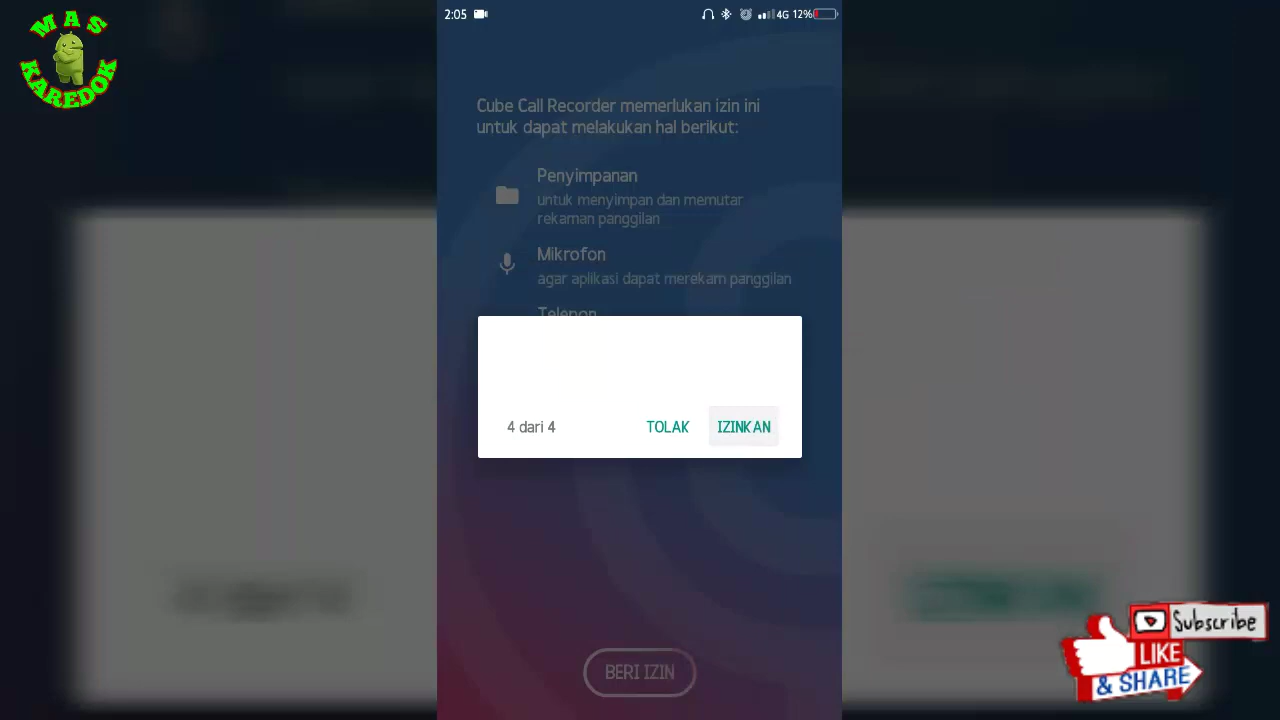 MAS
KAREDOK
2:05
4G 12%
Cube Call Recorder memerlukan izin ini
untuk dapat melakukan hal berikut:
Penyimpanan
untuk menyimpan dan memutar
rekaman panggilan
Mikrofon
agar aplikasi dapat merekam panggilan
Telepon
4 dari 4
TOLAK
IZINKAN
BERI IZIN
Subscribe
LIKE
& SHARE